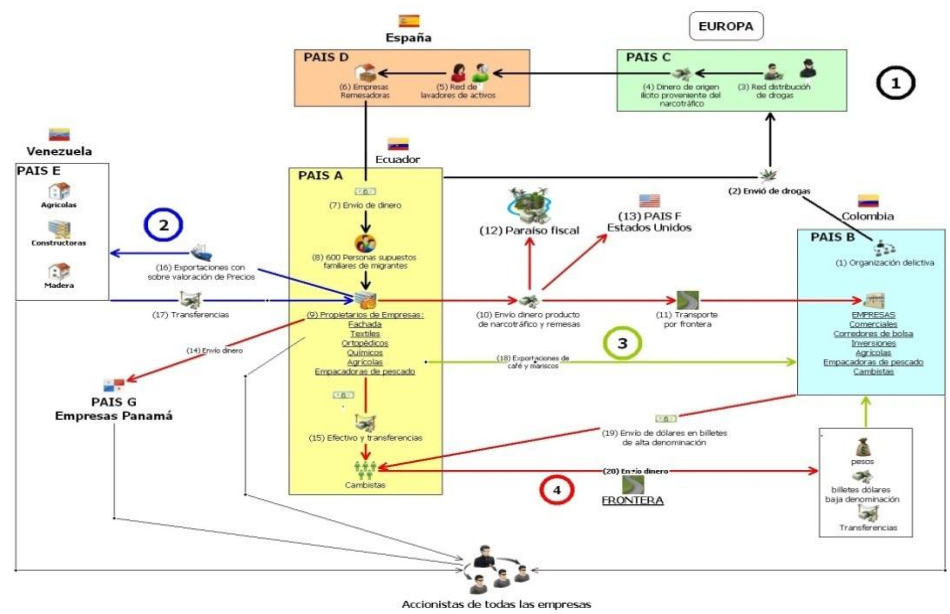 España
EUROPA
PAIS D
(6) Empresas
Remesadoras
(5) Red de
lavadores de activos
PAIS C
(4) Dinero de origen
ilícito proveniente del
narcotráfico
(3) Red distribución
de drogas
1
Venezuela
PAIS E
Agrícolas
Constructoras
Madera
2
(16) Exportaciones con
sobre valoración de Precios
(17) Transferencias
Ecuador
PAIS A
(7) Envío de dinero
(8) 600 Personas supuestos
familiares de migrantes
(9) Propietarios de Empresas:
Fachada
Textiles
Ortopédicos
Químicos
Agrícolas
Empacadoras de pescado
(2) Envió de drogas
(12) Paraíso fiscal
(13) PAIS F
Estados Unidos
Colombia
PAIS B
(1) Organización delictiva
(10) Envío dinero producto
de narcotráfico y remesas
(11) Transporte
por frontera
EMPRESAS
Comerciales
Corredores de bolsa
Inversiones
Agrícolas
Empacadoras de pescado
Cambistas
(14) Envío dinero
PAIS G
Empresas Panamá
3
(18) Exportaciones de
café y mariscos
(15) Efectivo y transferencias
Cambistas
(19) Envío de dólares en billetes
de alta denominación
(20) Envío dinero
4
FRONTERA
pesos
billetes dólares
baja denominación
Transferencias
Accionistas de todas las empresas